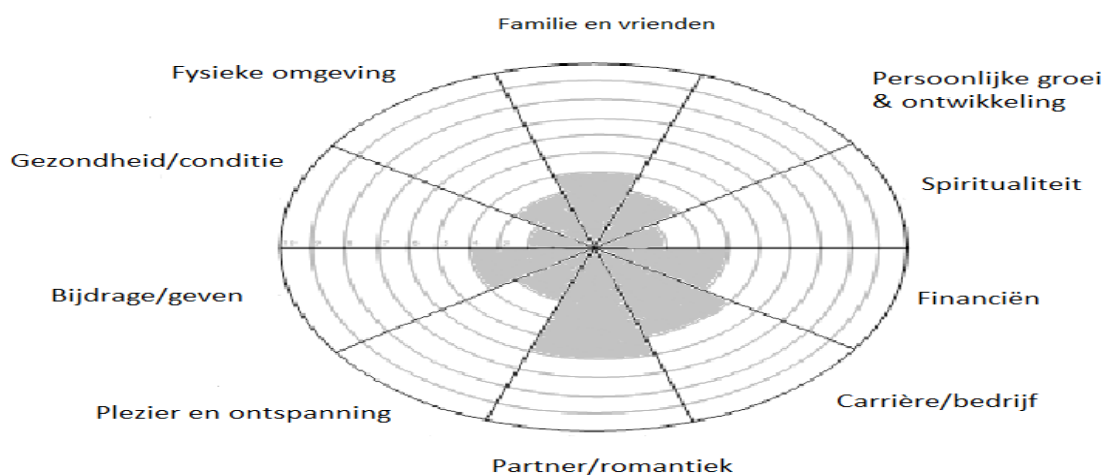 Familie en vrienden
Fysieke omgeving
Persoonlijke groei
& ontwikkeling
Gezondheid/conditie
Spiritualiteit
Bijdrage/geven
Financiën
Plezier en ontspanning
Carrière/bedrijf
Partner/romantiek